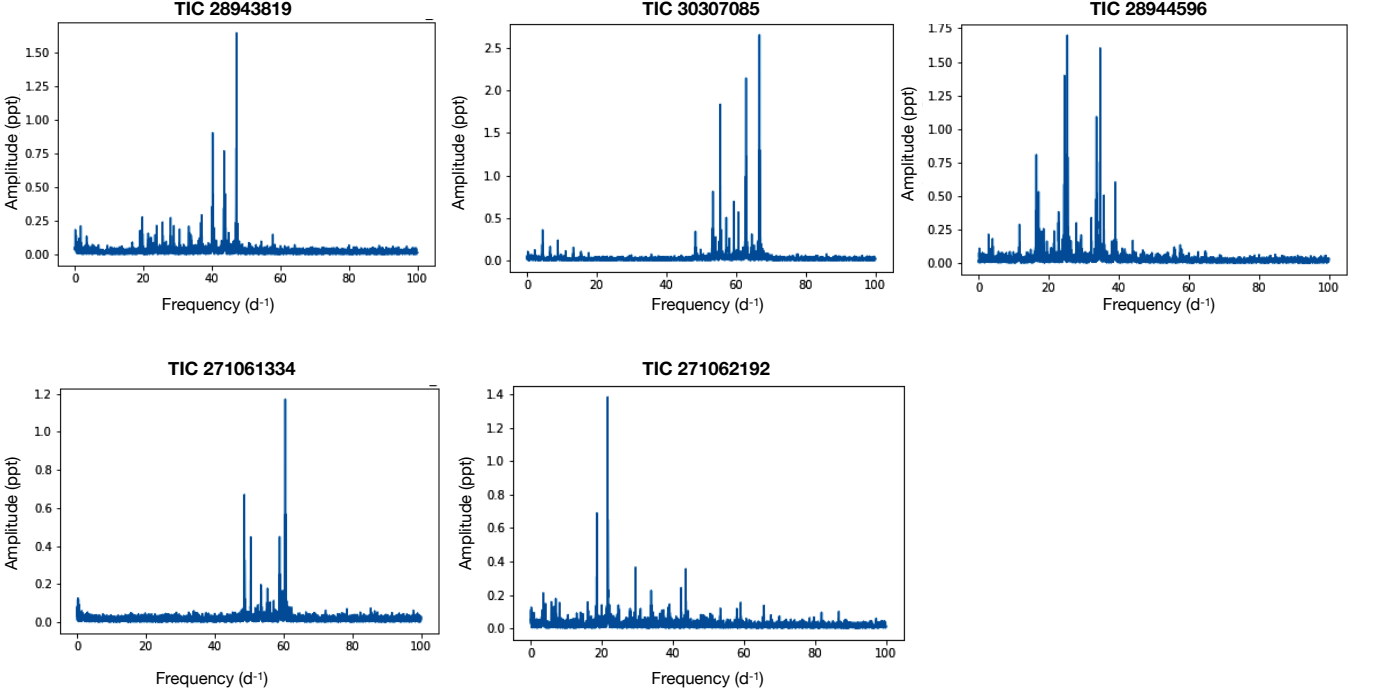 TIC 28943819
1.50
1.25
1.00
0.75
0.50
0.25
0.00
Amplitude (ppt)
0 20 40 60 80 100
Frequency (d-1)
TIC 30307085
2.5
2.0
1.5
1.0
0.5
0.0
Amplitude (ppt)
0 20 40 60 80 100
Frequency (d-1)
TIC 28944596
1.75
1.50
1.25
1.00
0.75
0.50
0.25
0.00
Amplitude (ppt)
0 20 40 60 80 100
Frequency (d-1)
TIC 271061334
1.2
1.0
0.8
0.6
0.4
0.2
0.0
Amplitude (ppt)
0 20 40 60 80 100
Frequency (d-1)
TIC 271062192
1.4
1.2
1.0
0.8
0.6
0.4
0.2
0.0
Amplitude (ppt)
0 20 40 60 80 100
Frequency (d-1)